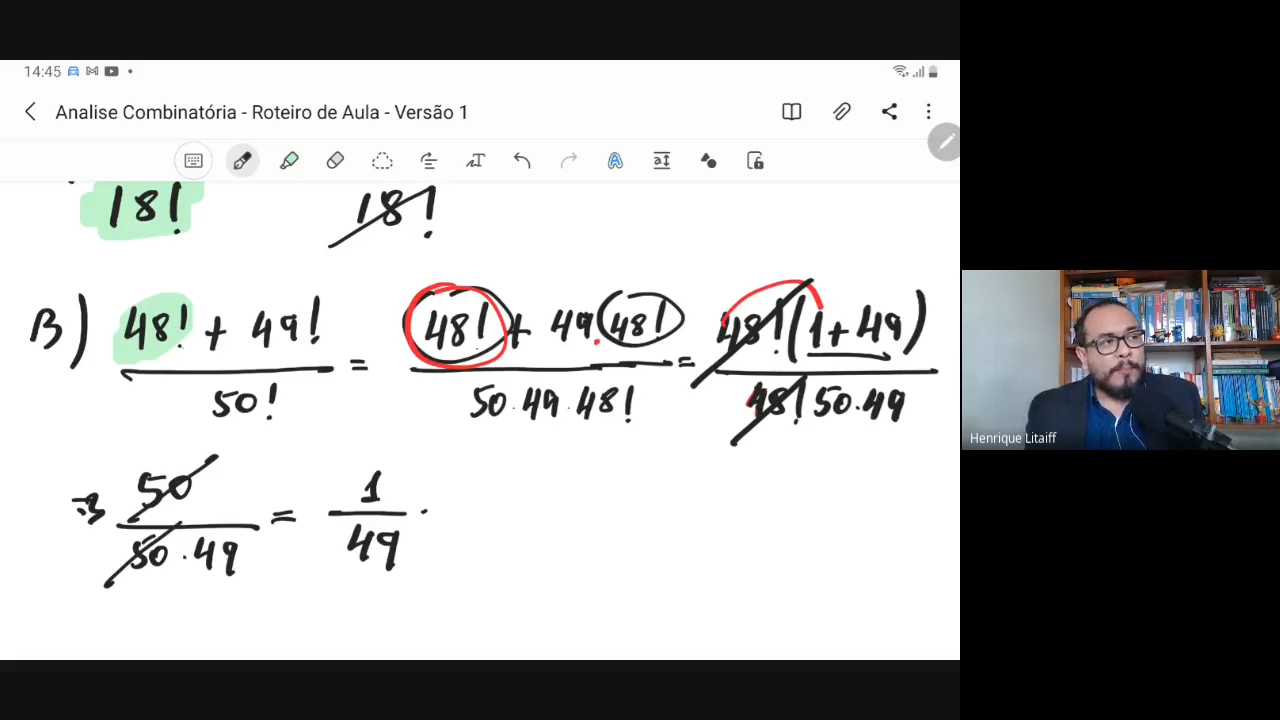 14:45
Analise Combinatória - Roteiro de Aula - Versão 1
18! 18!
B) 48! + 49! / 50! = 48! + 49.48! / 50.49.48! = 48!(1+49) / 48! 50.49
⇒ 50 / 50.49 = 1 / 49.
Henrique Litaiff